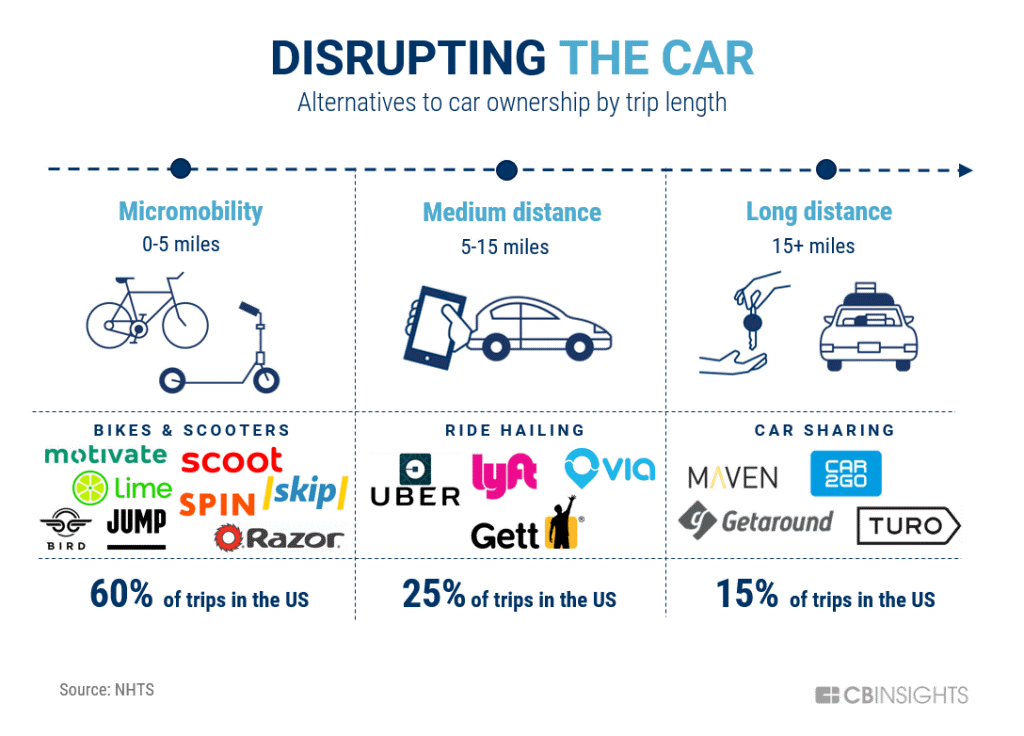 DISRUPTING THE CAR
Alternatives to car ownership by trip length
Micromobility
0-5 miles
Medium distance
5-15 miles
Long distance
15+ miles
BIKES & SCOOTERS
motivate
scoot
Lime
SPIN
skip
BIRD
JUMP
Razor
RIDE HAILING
UBER
lyft
via
Gett®
CAR SHARING
MAVEN
CAR
2GO
Getaround
TURO
60% of trips in the US
25% of trips in the US
15% of trips in the US
Source: NHTS
CBINSIGHTS